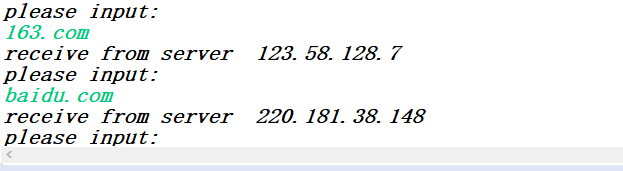 please input:
163.com
receive from server  123.58.128.7
please input:
baidu.com
receive from server  220.181.38.148
please input: